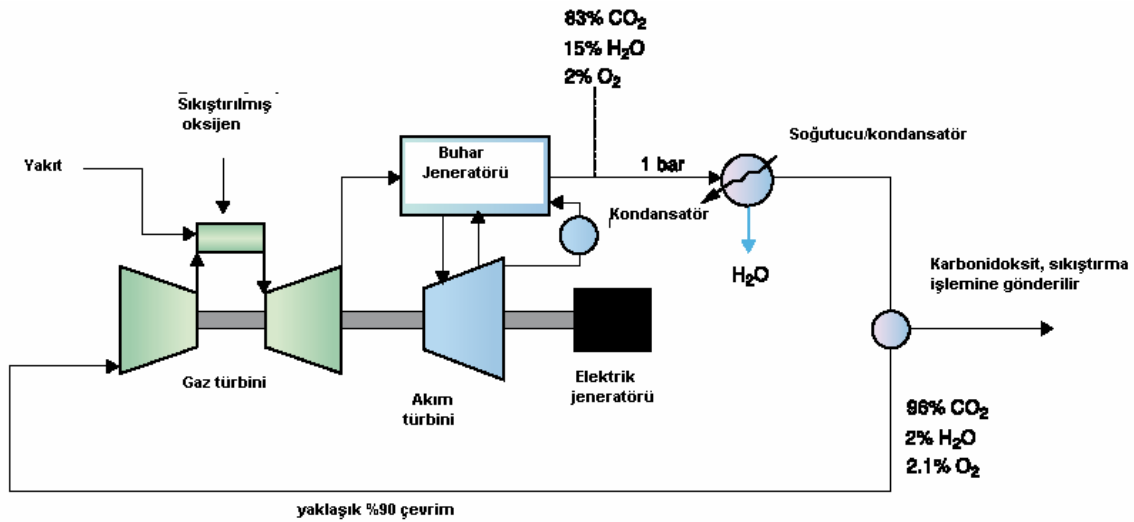 83% CO₂
15% H₂O
2% O₂
Sıkıştırılmış
oksijen
Yakıt
Buhar
Jeneratörü
1 bar
Soğutucu/kondansatör
Kondansatör
H₂O
Karbonidoksit, sıkıştırma
işlemine gönderilir
Gaz türbini
Akım
türbini
Elektrik
jeneratörü
96% CO₂
2% H₂O
2.1% O₂
yaklaşık %90 çevrim